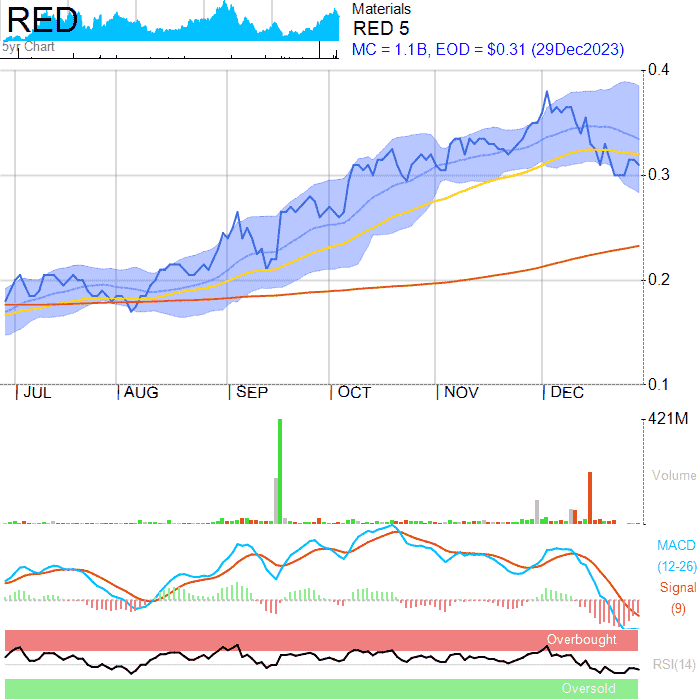 RED
5yr Chart
Materials
RED 5
MC = 1.1B, EOD = $0.31 (29Dec2023)
0.4
0.3
0.2
0.1
JUL
AUG
SEP
OCT
NOV
DEC
421M
Volume
MACD
(12-26)
Signal
(9)
Overbought
RSI(14)
Oversold